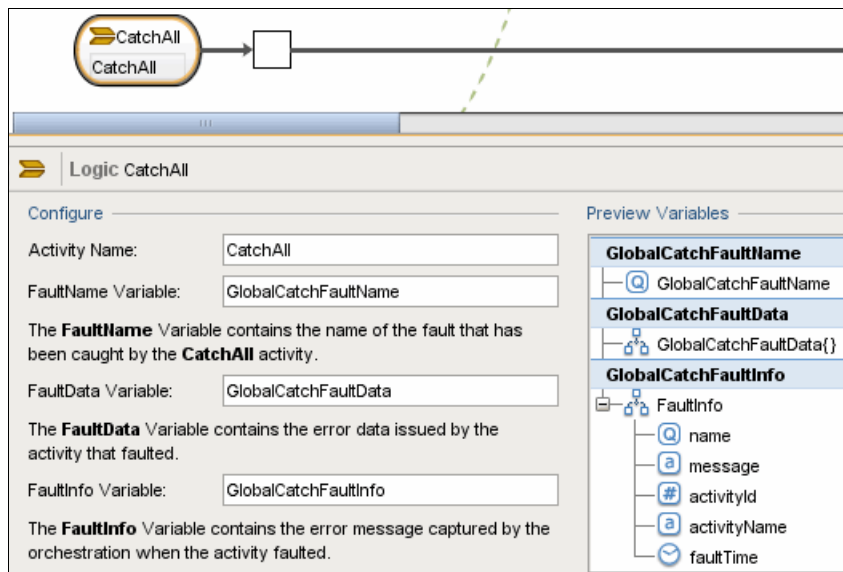 CatchAll
CatchAll
Logic CatchAll
Configure
Activity Name: CatchAll
FaultName Variable: GlobalCatchFaultName
The FaultName Variable contains the name of the fault that has
been caught by the CatchAll activity.
FaultData Variable: GlobalCatchFaultData
The FaultData Variable contains the error data issued by the
activity that faulted.
FaultInfo Variable: GlobalCatchFaultInfo
The FaultInfo Variable contains the error message captured by the
orchestration when the activity faulted.
Preview Variables
GlobalCatchFaultName
Q GlobalCatchFaultName
GlobalCatchFaultData
GlobalCatchFaultData{}
GlobalCatchFaultInfo
FaultInfo
Q name
a message
# activityId
a activityName
faultTime